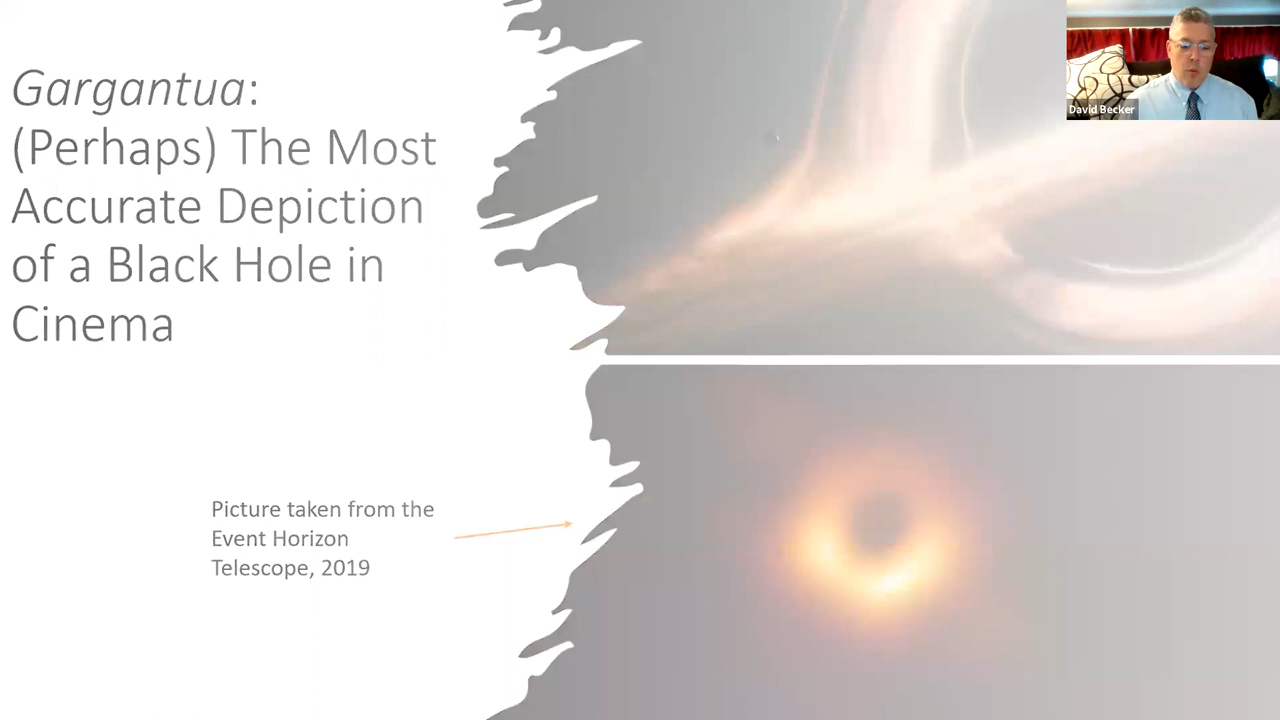 Gargantua:
(Perhaps) The Most
Accurate Depiction
of a Black Hole in
Cinema
Picture taken from the
Event Horizon
Telescope, 2019
David Becker